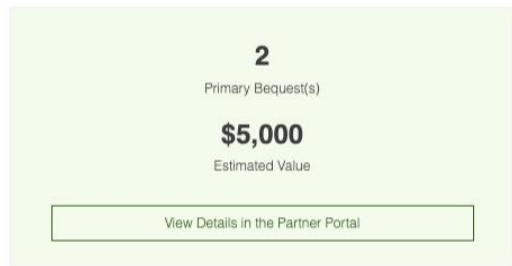 2
Primary Bequest(s)
$5,000
Estimated Value
View Details in the Partner Portal